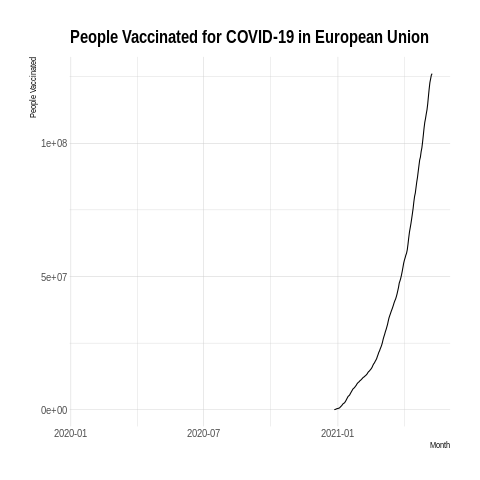 People Vaccinated for COVID-19 in European Union
People Vaccinated
1e+08
5e+07
0e+00
2020-01 2020-07 2021-01
Month